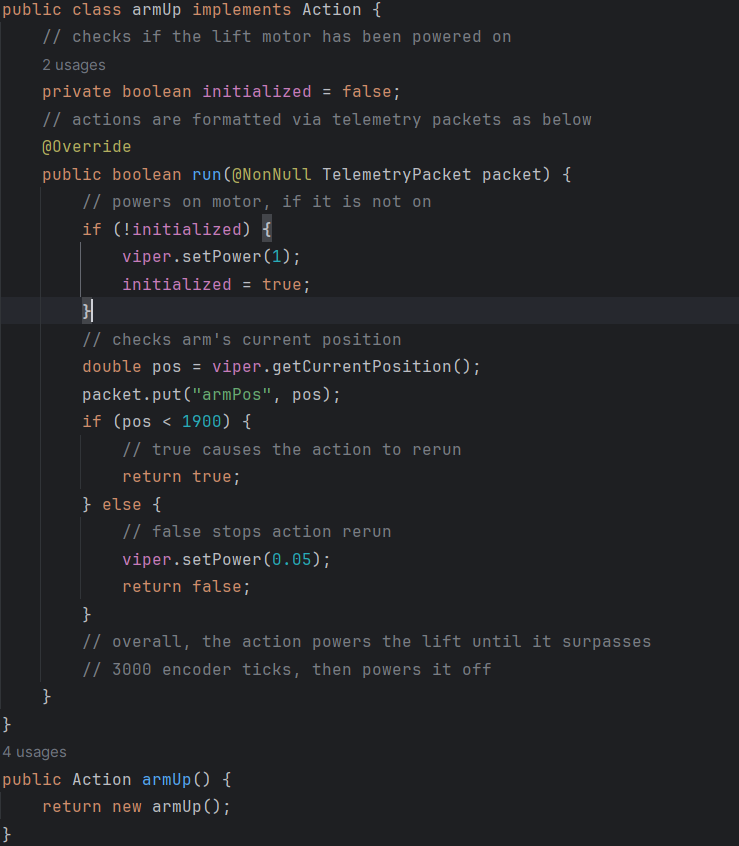 public class armUp implements Action {
    // checks if the lift motor has been powered on
    2 usages
    private boolean initialized = false;
    // actions are formatted via telemetry packets as below
    @Override
    public boolean run(@NonNull TelemetryPacket packet) {
        // powers on motor, if it is not on
        if (!initialized) {
            viper.setPower(1);
            initialized = true;
        }
        // checks arm's current position
        double pos = viper.getCurrentPosition();
        packet.put("armPos", pos);
        if (pos < 1900) {
            // true causes the action to rerun
            return true;
        } else {
            // false stops action rerun
            viper.setPower(0.05);
            return false;
        }
        // overall, the action powers the lift until it surpasses
        // 3000 encoder ticks, then powers it off
    }
}
4 usages
public Action armUp() {
    return new armUp();
}